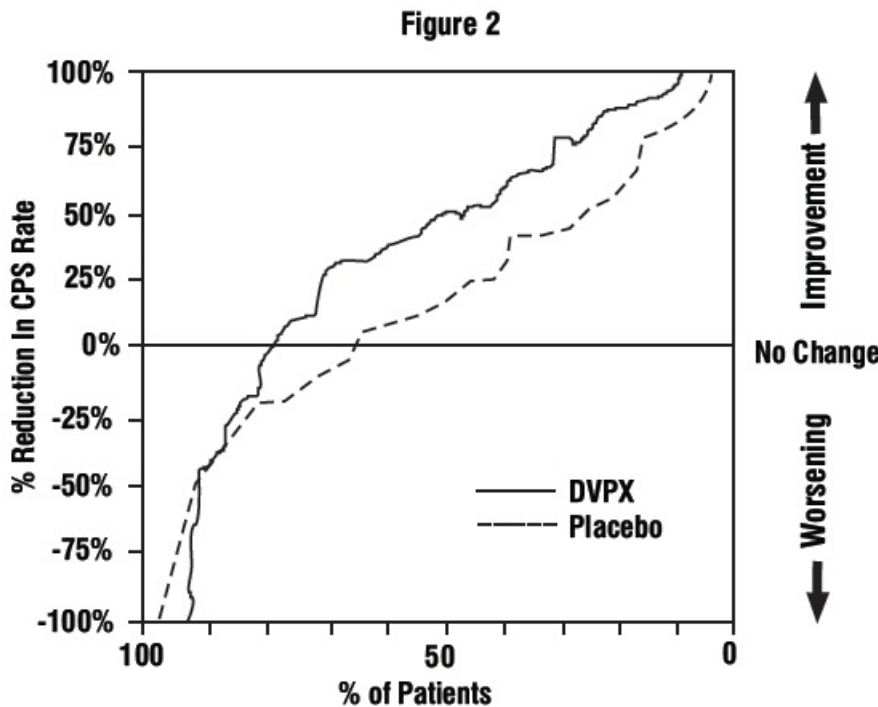 Figure 2
% Reduction In CPS Rate
100%
75%
50%
25%
0%
-25%
-50%
-75%
-100%
100
50
0
% of Patients
DVPX
Placebo
Improvement
No Change
Worsening